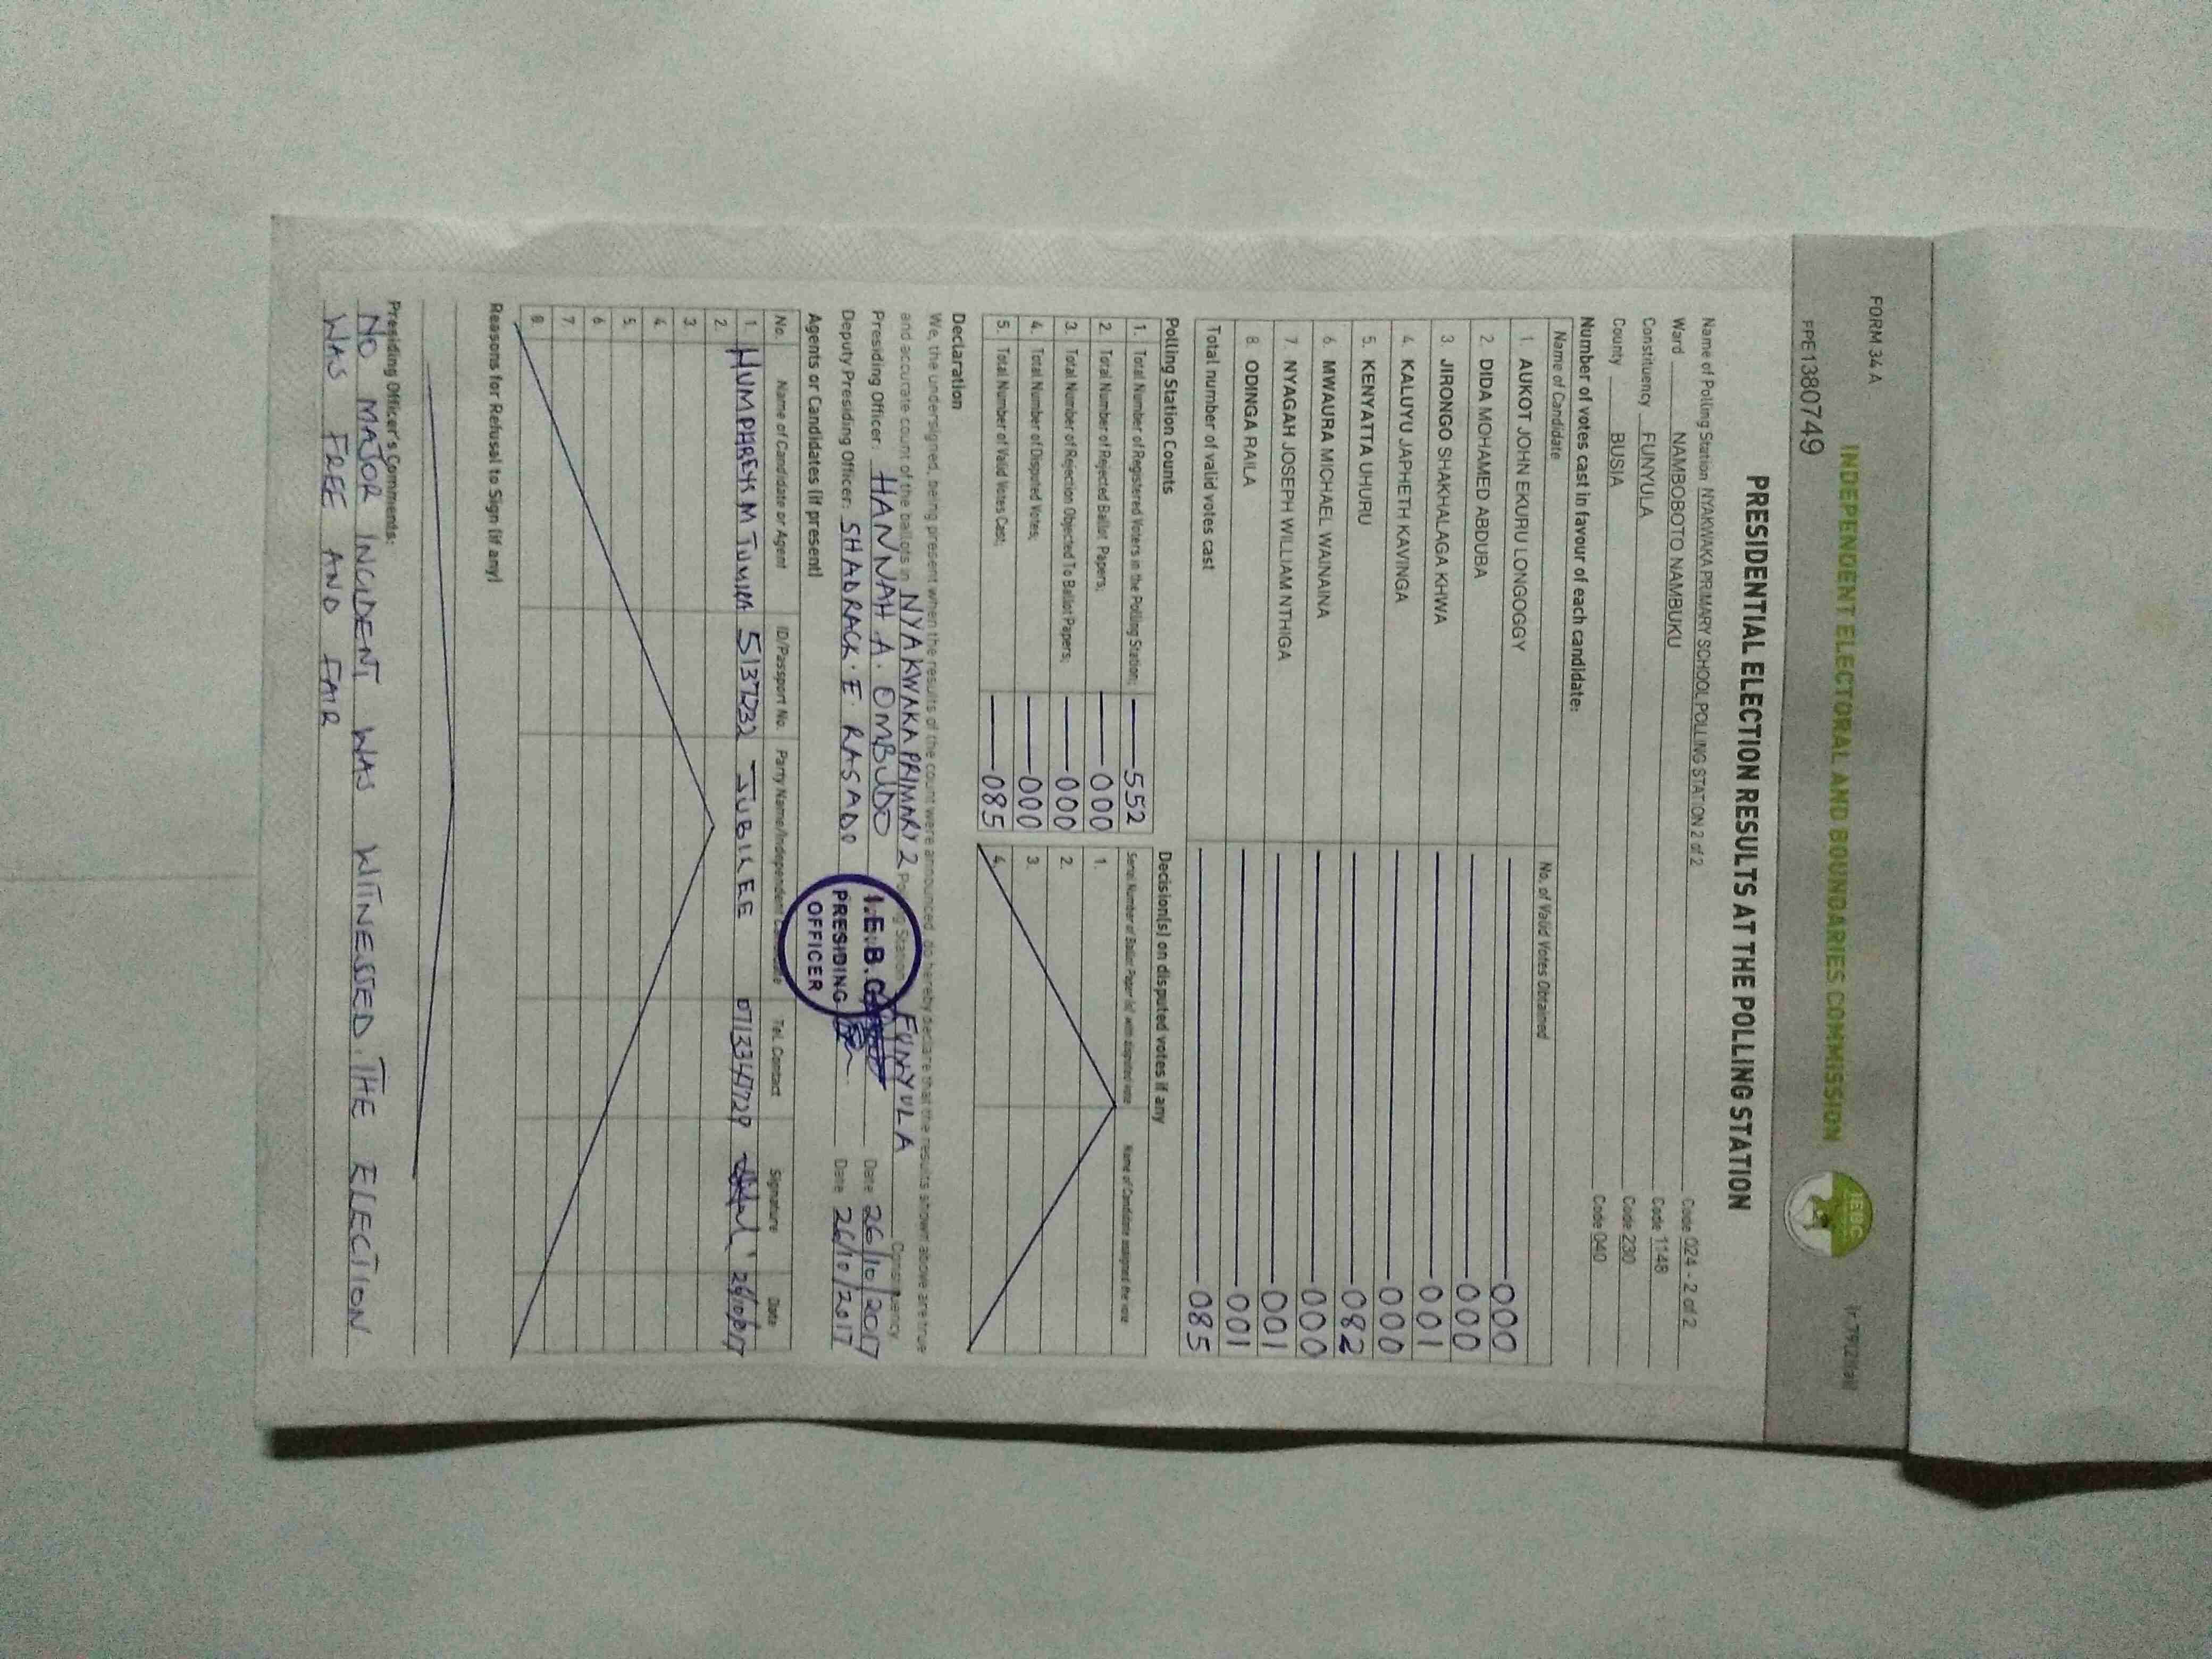 FORM 34 A
INDEPENDENT ELECTORAL AND BOUNDARIES COMMISSION
IEBC
PPE1380749
PRESIDENTIAL ELECTION RESULTS AT THE POLLING STATION
Name of Polling Station NYAKWAKA PRIMARY SCHOOL POLLING STATION 2 of 2 Code 024 - 2 of 2
Ward NAMBOBOTO NAMBUKU Code 1148
Constituency FUNYULA Code 230
County BUSIA Code 040
Number of votes cast in favour of each candidate:
Name of Candidate No. of Valid Votes Obtained
1. AUKOT JOHN EKURU LONGOGGY 000
2. DIDA MOHAMED ABDUBA 000
3. JIRONGO SHAKHALAGA KHWA 001
4. KALUYU JAPHETH KAVINGA 000
5. KENYATTA UHURU 082
6. MWAURA MICHAEL WAINAINA 000
7. NYAGAH JOSEPH WILLIAM NTHIGA 001
8. ODINGA RAILA 001
Total number of valid votes cast 085
Polling Station Counts
1. Total Number of Registered Voters in the Polling Station; 552
2. Total Number of Rejected Ballot Papers; 000
3. Total Number of Rejection Objected To Ballot Papers; 000
4. Total Number of Disputed Votes; 000
5. Total Number of Valid Votes Cast; 085
Decision(s) on disputed votes if any
Serial Number of Ballot Paper (s) with disputed vote Name of Candidate assigned the vote
1.
2.
3.
4.
Declaration
We, the undersigned, being present when the results of the count were announced, do hereby declare that the results shown above are true
and accurate count of the ballots in NYAKWAKA PRIMARY 2 Polling Station FUNYULA Constituency
Presiding Officer: HANNAH A. OMBUDO Date 26/10/2017
Deputy Presiding Officer: SHADRACK. E. RASADO Date 26/10/2017
I.E.B.C
PRESIDING
OFFICER
Agents or Candidates (if present)
No. Name of Candidate or Agent ID/Passport No. Party Name/Independent Candidate Tel. Contact Signature Date
1. HUMPHREYS M 5137232 JUBILEE 0713347729 26/10/2017
2.
3.
4.
5.
6.
7.
8.
Reasons for Refusal to Sign (if any)
Presiding Officer's Comments:
NO MAJOR INCIDENT WAS WITNESSED. THE ELECTION
WAS FREE AND FAIR